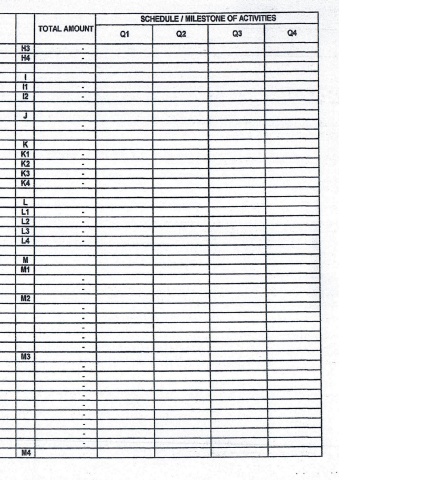 TOTAL AMOUNT SCHEDULE / MILESTONE OF ACTIVITIES
Q1 Q2 Q3 Q4
H3 -
H4 -
I
I1 -
I2 -
J
-
K
K1 -
K2 -
K3 -
K4 -
L
L1 -
L2 -
L3 -
L4 -
M
M1
-
-
M2
-
-
-
-
-
M3
-
-
-
-
-
-
-
-
-
M4